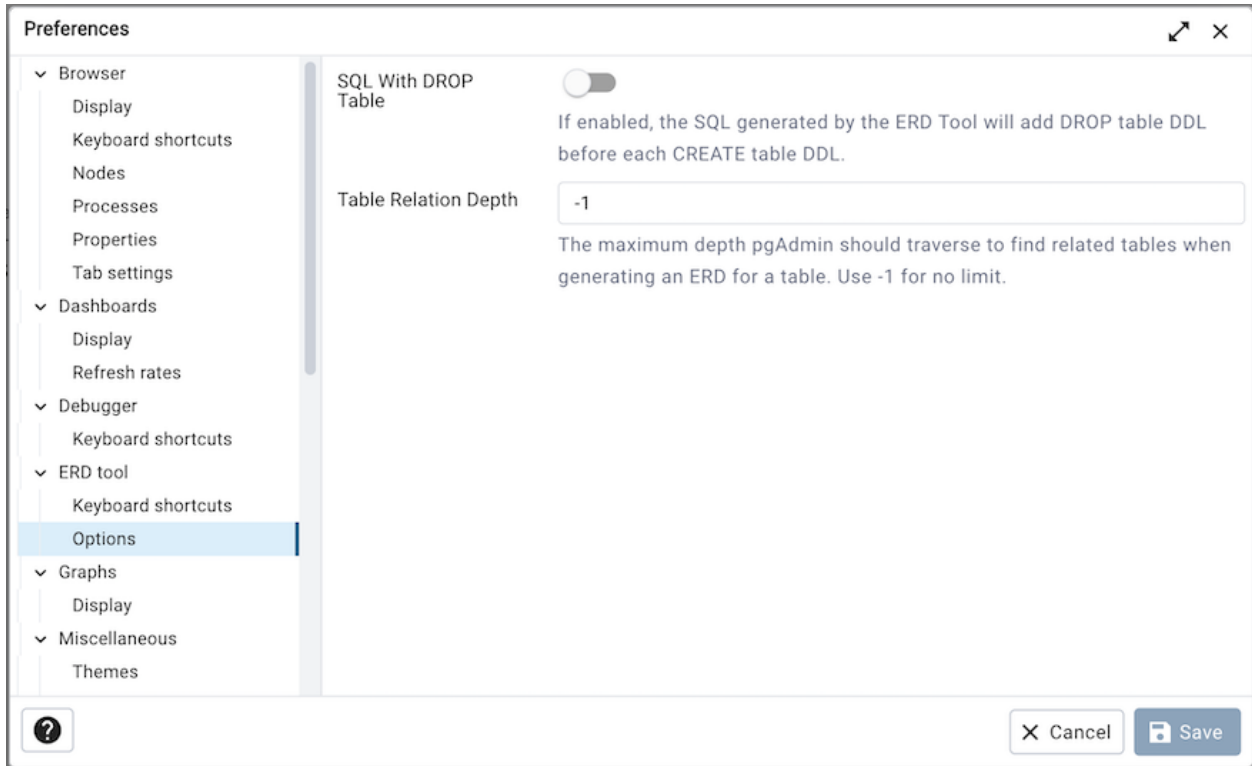 Preferences
Browser
Display
Keyboard shortcuts
Nodes
Processes
Properties
Tab settings
Dashboards
Display
Refresh rates
Debugger
Keyboard shortcuts
ERD tool
Keyboard shortcuts
Options
Graphs
Display
Miscellaneous
Themes
SQL With DROP
Table
If enabled, the SQL generated by the ERD Tool will add DROP table DDL
before each CREATE table DDL.
Table Relation Depth
-1
The maximum depth pgAdmin should traverse to find related tables when
generating an ERD for a table. Use -1 for no limit.
?
Cancel
Save